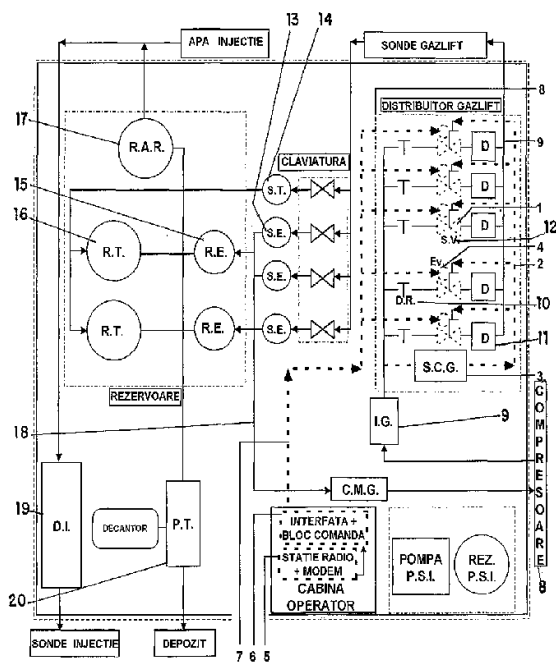 13
14
APA INJECTIE
SONDE GAZLIFT
8
DISTRIBUITOR GAZLIFT
17
R.A.R.
CLAVIATURA
D
9
15
S.T.
D
16
1
R.T.
R.E.
S.E.
S.V.
D
12
4
Ev.
2
S.E.
D
D.R.
10
R.T.
R.E.
S.E.
D
11
S.C.G.
3
REZERVOARE
I.G.
9
18
COMPRESOARE
C.M.G.
19
D.I.
DECANTOR
P.T.
INTERFATA +
BLOC COMANDA
STATIE RADIO
+ MODEM
CABINA
OPERATOR
POMPA
P.S.I.
REZ.
P.S.I.
8
20
SONDE INJECTIE
DEPOZIT
7
6
5